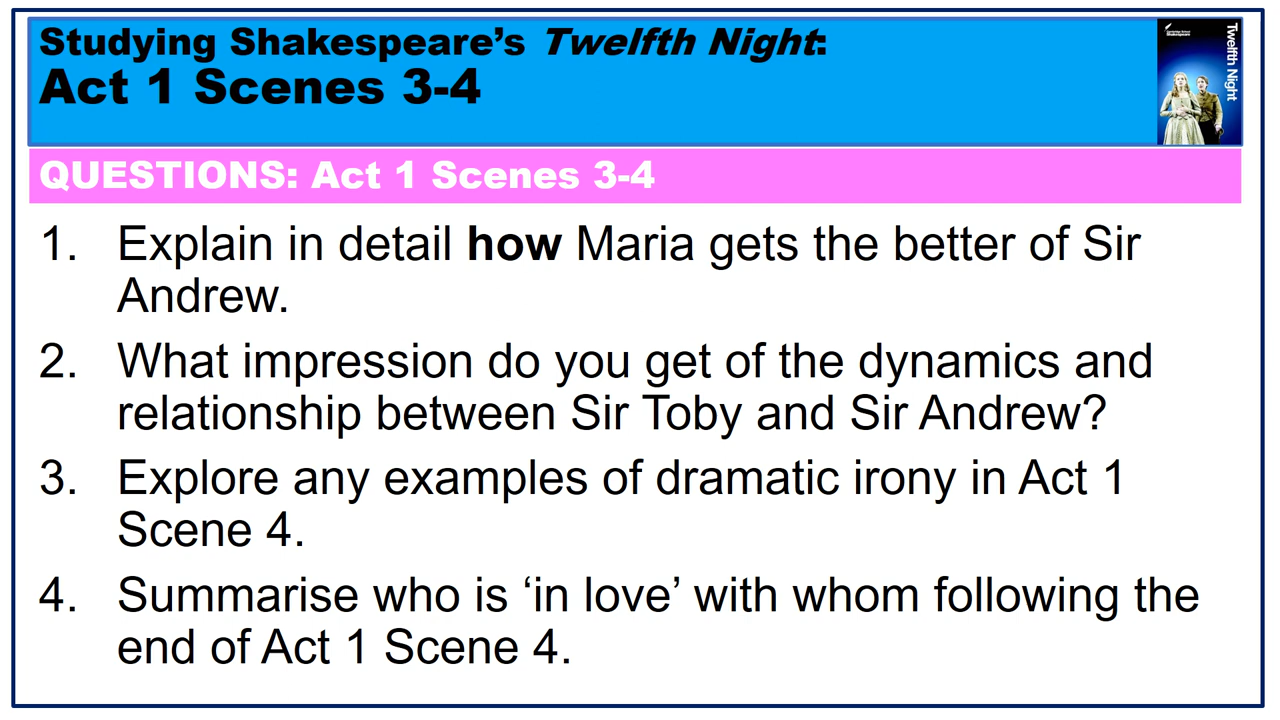 Studying Shakespeare’s Twelfth Night:
Act 1 Scenes 3-4
Cambridge School
Shakespeare
Twelfth Night
QUESTIONS: Act 1 Scenes 3-4
1. Explain in detail how Maria gets the better of Sir
Andrew.
2. What impression do you get of the dynamics and
relationship between Sir Toby and Sir Andrew?
3. Explore any examples of dramatic irony in Act 1
Scene 4.
4. Summarise who is ‘in love’ with whom following the
end of Act 1 Scene 4.